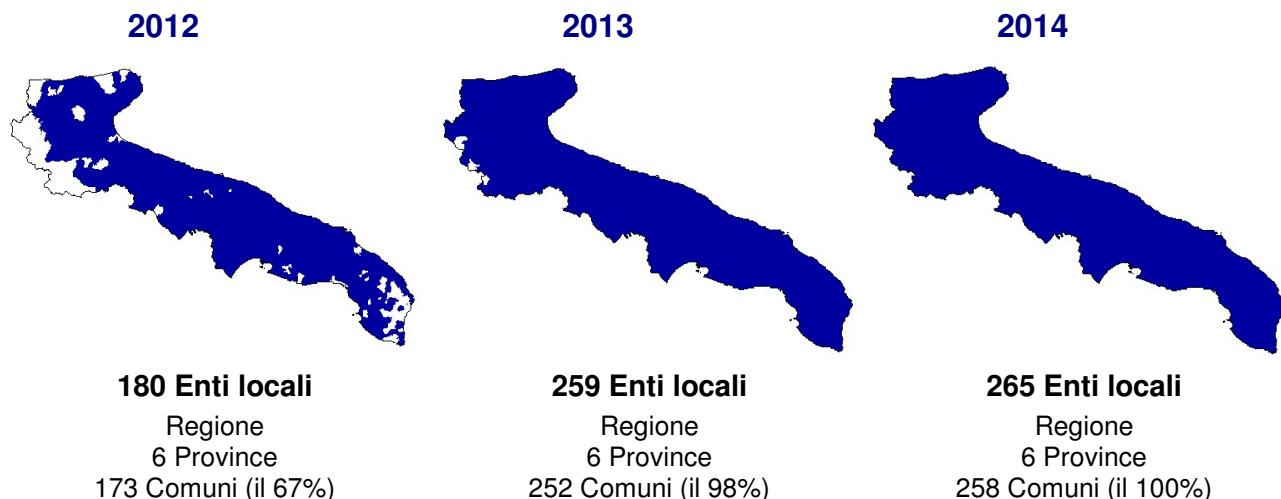 2012
180 Enti locali
Regione
6 Province
173 Comuni (il 67%)
2013
259 Enti locali
Regione
6 Province
252 Comuni (il 98%)
2014
265 Enti locali
Regione
6 Province
258 Comuni (il 100%)